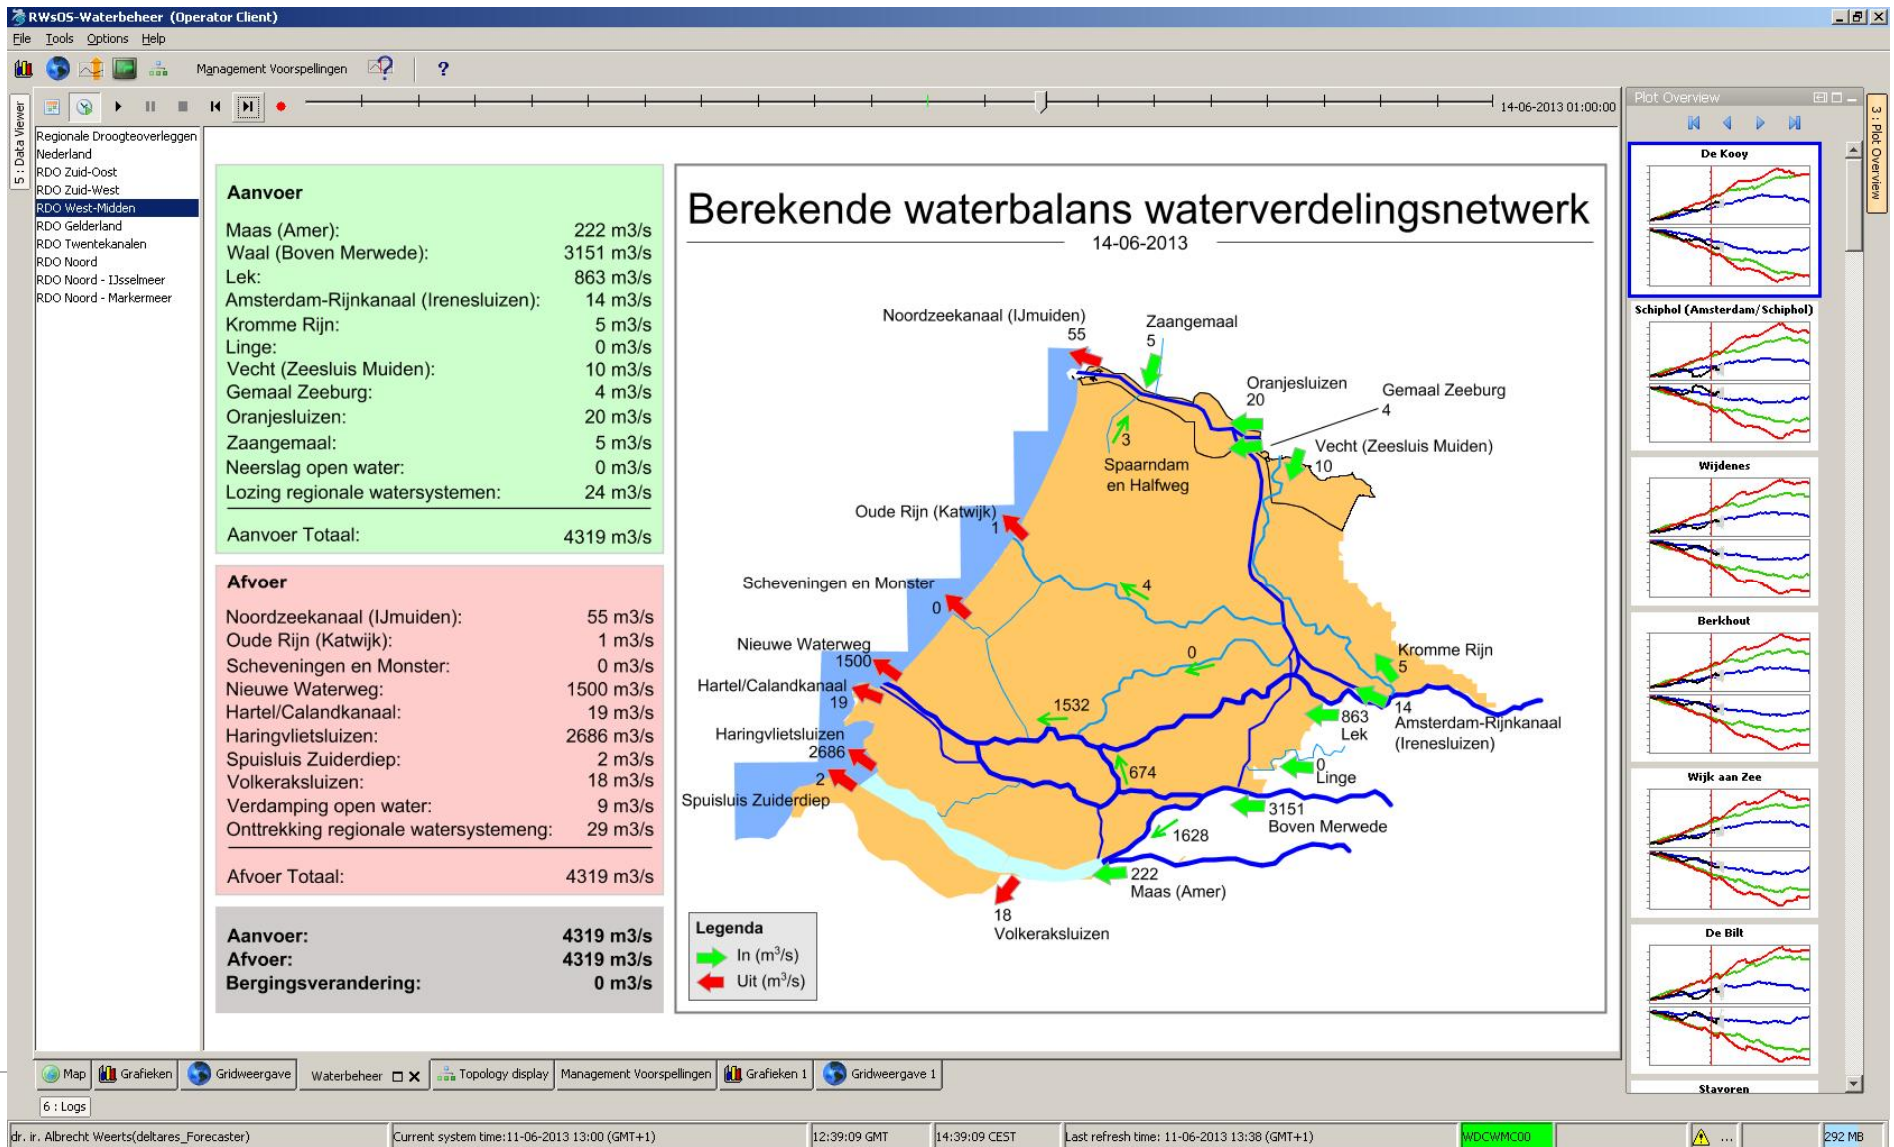 RWsOS-Waterbeheer (Operator Client)
File Tools Options Help
Management Voorspellingen ?
5 : Data Viewer
14-06-2013 01:00:00
Regionale Droogteoverleggen
Nederland
RDO Zuid-Oost
RDO Zuid-West
RDO West-Midden
RDO Gelderland
RDO Twentekanalen
RDO Noord
RDO Noord - IJsselmeer
RDO Noord - Markermeer
Aanvoer
Maas (Amer): 222 m3/s
Waal (Boven Merwede): 3151 m3/s
Lek: 863 m3/s
Amsterdam-Rijnkanaal (Irenesluizen): 14 m3/s
Kromme Rijn: 5 m3/s
Linge: 0 m3/s
Vecht (Zeesluis Muiden): 10 m3/s
Gemaal Zeeburg: 4 m3/s
Oranjesluizen: 20 m3/s
Zaangemaal: 5 m3/s
Neerslag open water: 0 m3/s
Lozing regionale watersystemen: 24 m3/s
Aanvoer Totaal: 4319 m3/s
Afvoer
Noordzeekanaal (IJmuiden): 55 m3/s
Oude Rijn (Katwijk): 1 m3/s
Scheveningen en Monster: 0 m3/s
Nieuwe Waterweg: 1500 m3/s
Hartel/Calandkanaal: 19 m3/s
Haringvlietsluizen: 2686 m3/s
Spuisluis Zuiderdiep: 2 m3/s
Volkeraksluizen: 18 m3/s
Verdamping open water: 9 m3/s
Onttrekking regionale watersystemeng: 29 m3/s
Afvoer Totaal: 4319 m3/s
Aanvoer: 4319 m3/s
Afvoer: 4319 m3/s
Bergingsverandering: 0 m3/s
Berekende waterbalans waterverdelingsnetwerk
14-06-2013
Noordzeekanaal (IJmuiden)
55
Zaangemaal
5
Oranjesluizen
20
Gemaal Zeeburg
4
Vecht (Zeesluis Muiden)
10
3
Spaarndam
en Halfweg
Oude Rijn (Katwijk)
1
Scheveningen en Monster
0
4
Nieuwe Waterweg
1500
0
Kromme Rijn
5
Hartel/Calandkanaal
19
1532
14
Amsterdam-Rijnkanaal
(Irenesluizen)
863
Lek
Haringvlietsluizen
2686
674
0
Linge
2
Spuisluis Zuiderdiep
3151
Boven Merwede
1628
222
Maas (Amer)
18
Volkeraksluizen
Legenda
In (m³/s)
Uit (m³/s)
Plot Overview
3 : Plot Overview
De Kooy
Schiphol (Amsterdam/Schiphol)
Wijdenes
Berkhout
Wijk aan Zee
De Bilt
Stavoren
Map Grafieken Gridweergave Waterbeheer Topology display Management Voorspellingen Grafieken 1 Gridweergave 1
6 : Logs
dr. ir. Albrecht Weerts(deltares_Forecaster) Current system time:11-06-2013 13:00 (GMT+1) 12:39:09 GMT 14:39:09 CEST Last refresh time: 11-06-2013 13:38 (GMT+1) WDCWMC00 ... 292 MB